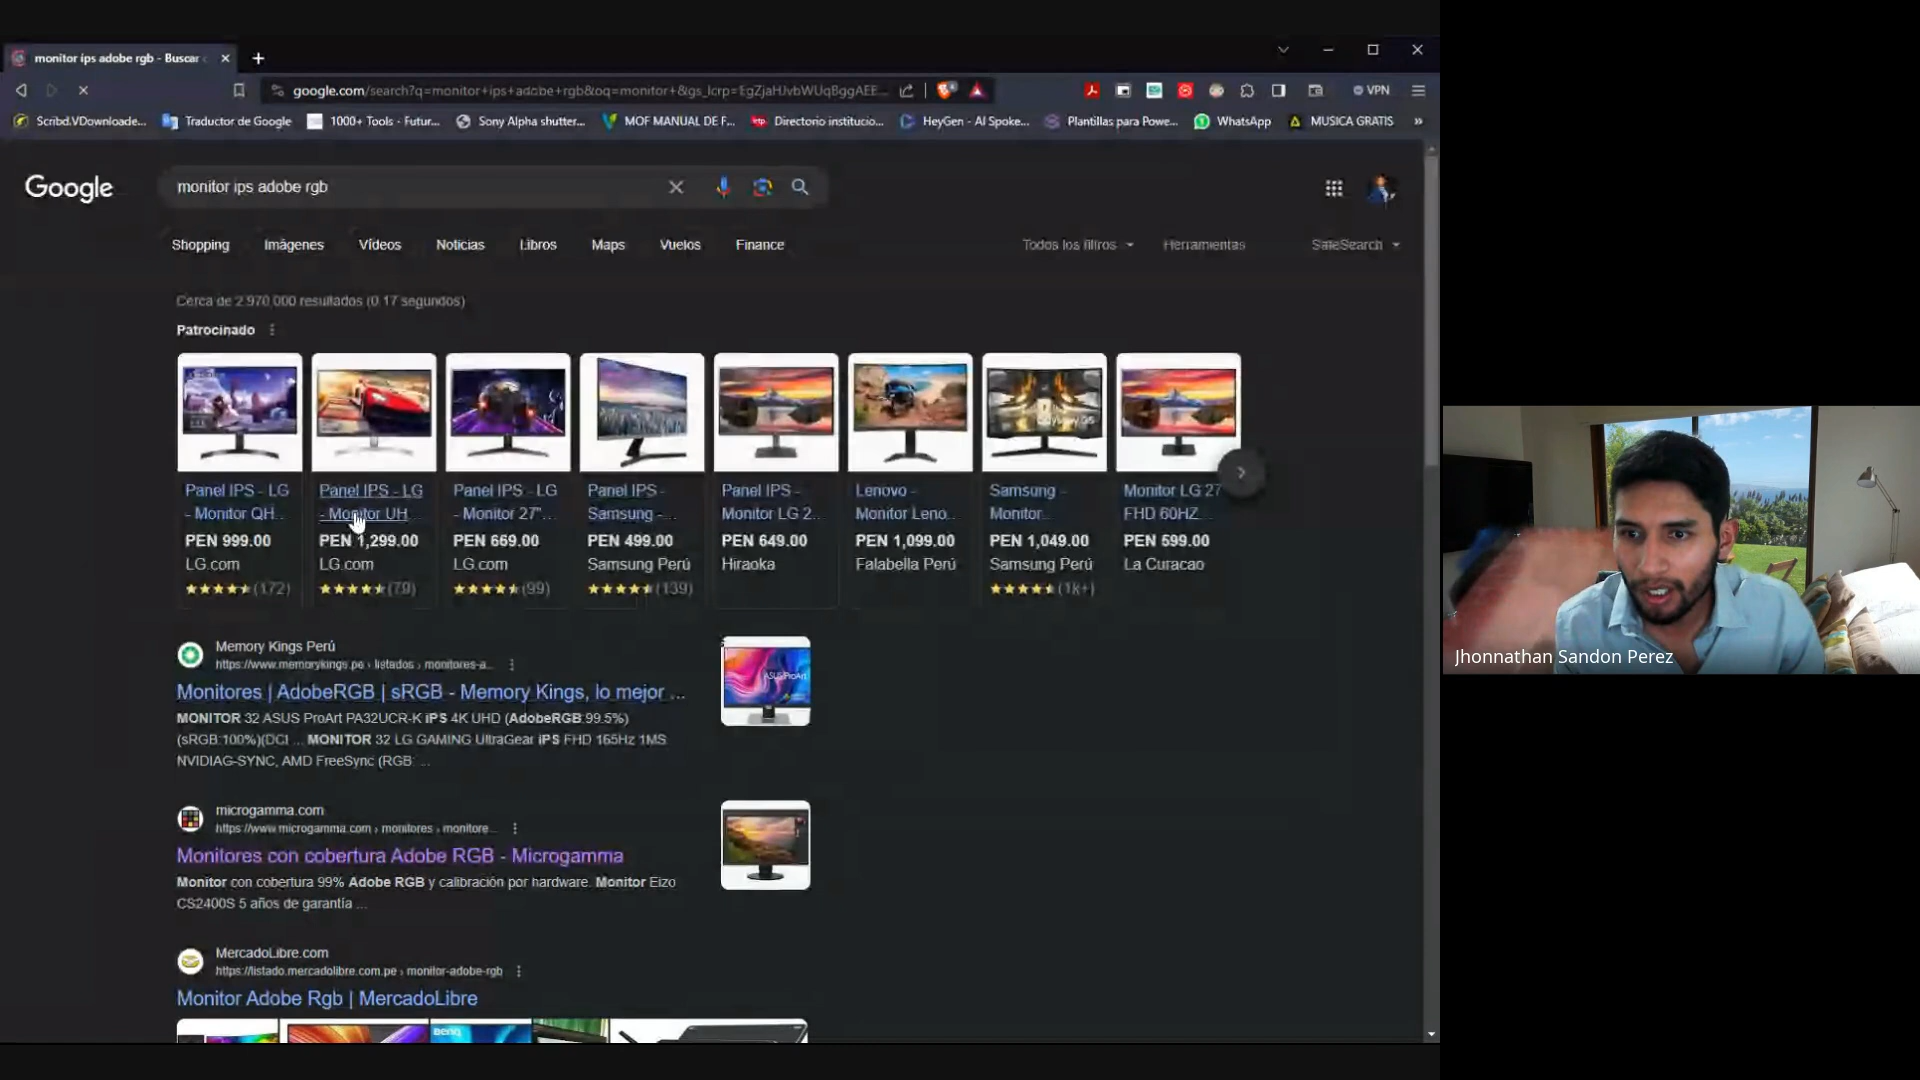 monitor ips adobe rgb - Buscar
google.com/search?q=monitor+ips+adobe+rgb&oq=monitor+&gs_lcrp=EgZjaHJvbWUqBggAEE...
VPN
Scribd.VDownloade...
Traductor de Google
1000+ Tools - Futur...
Sony Alpha shutter...
MOF MANUAL DE F...
Directorio institucio...
HeyGen - AI Spoke...
Plantillas para Powe...
WhatsApp
MUSICA GRATIS
»
Google
monitor ips adobe rgb
Shopping
Imágenes
Vídeos
Noticias
Libros
Maps
Vuelos
Finance
Todos los filtros
Herramientas
SafeSearch
Cerca de 2 970 000 resultados (0.17 segundos)
Patrocinado
Panel IPS - LG
- Monitor QH...
PEN 999.00
LG.com
(172)
Panel IPS - LG
- Monitor UH...
PEN 1,299.00
LG.com
(79)
Panel IPS - LG
- Monitor 27"...
PEN 669.00
LG.com
(99)
Panel IPS -
Samsung -...
PEN 499.00
Samsung Perú
(139)
Panel IPS -
Monitor LG 2...
PEN 649.00
Hiraoka
Lenovo -
Monitor Leno...
PEN 1,099.00
Falabella Perú
Samsung -
Monitor...
PEN 1,049.00
Samsung Perú
(1k+)
Monitor LG 27
FHD 60HZ...
PEN 599.00
La Curacao
Memory Kings Perú
https://www.memorykings.pe › listados › monitores-a...
Monitores | AdobeRGB | sRGB - Memory Kings, lo mejor ...
MONITOR 32 ASUS ProArt PA32UCR-K iPS 4K UHD (AdobeRGB:99.5%)
(sRGB:100%)(DCI ... MONITOR 32 LG GAMING UltraGear iPS FHD 165Hz 1MS
NVIDIAG-SYNC, AMD FreeSync (RGB: ...
ASUS ProArt
microgamma.com
https://www.microgamma.com › monitores › monitore...
Monitores con cobertura Adobe RGB - Microgamma
Monitor con cobertura 99% Adobe RGB y calibración por hardware. Monitor Eizo
CS2400S 5 años de garantía ...
MercadoLibre.com
https://listado.mercadolibre.com.pe › monitor-adobe-rgb
Monitor Adobe Rgb | MercadoLibre
BenQ
Jhonnathan Sandon Perez